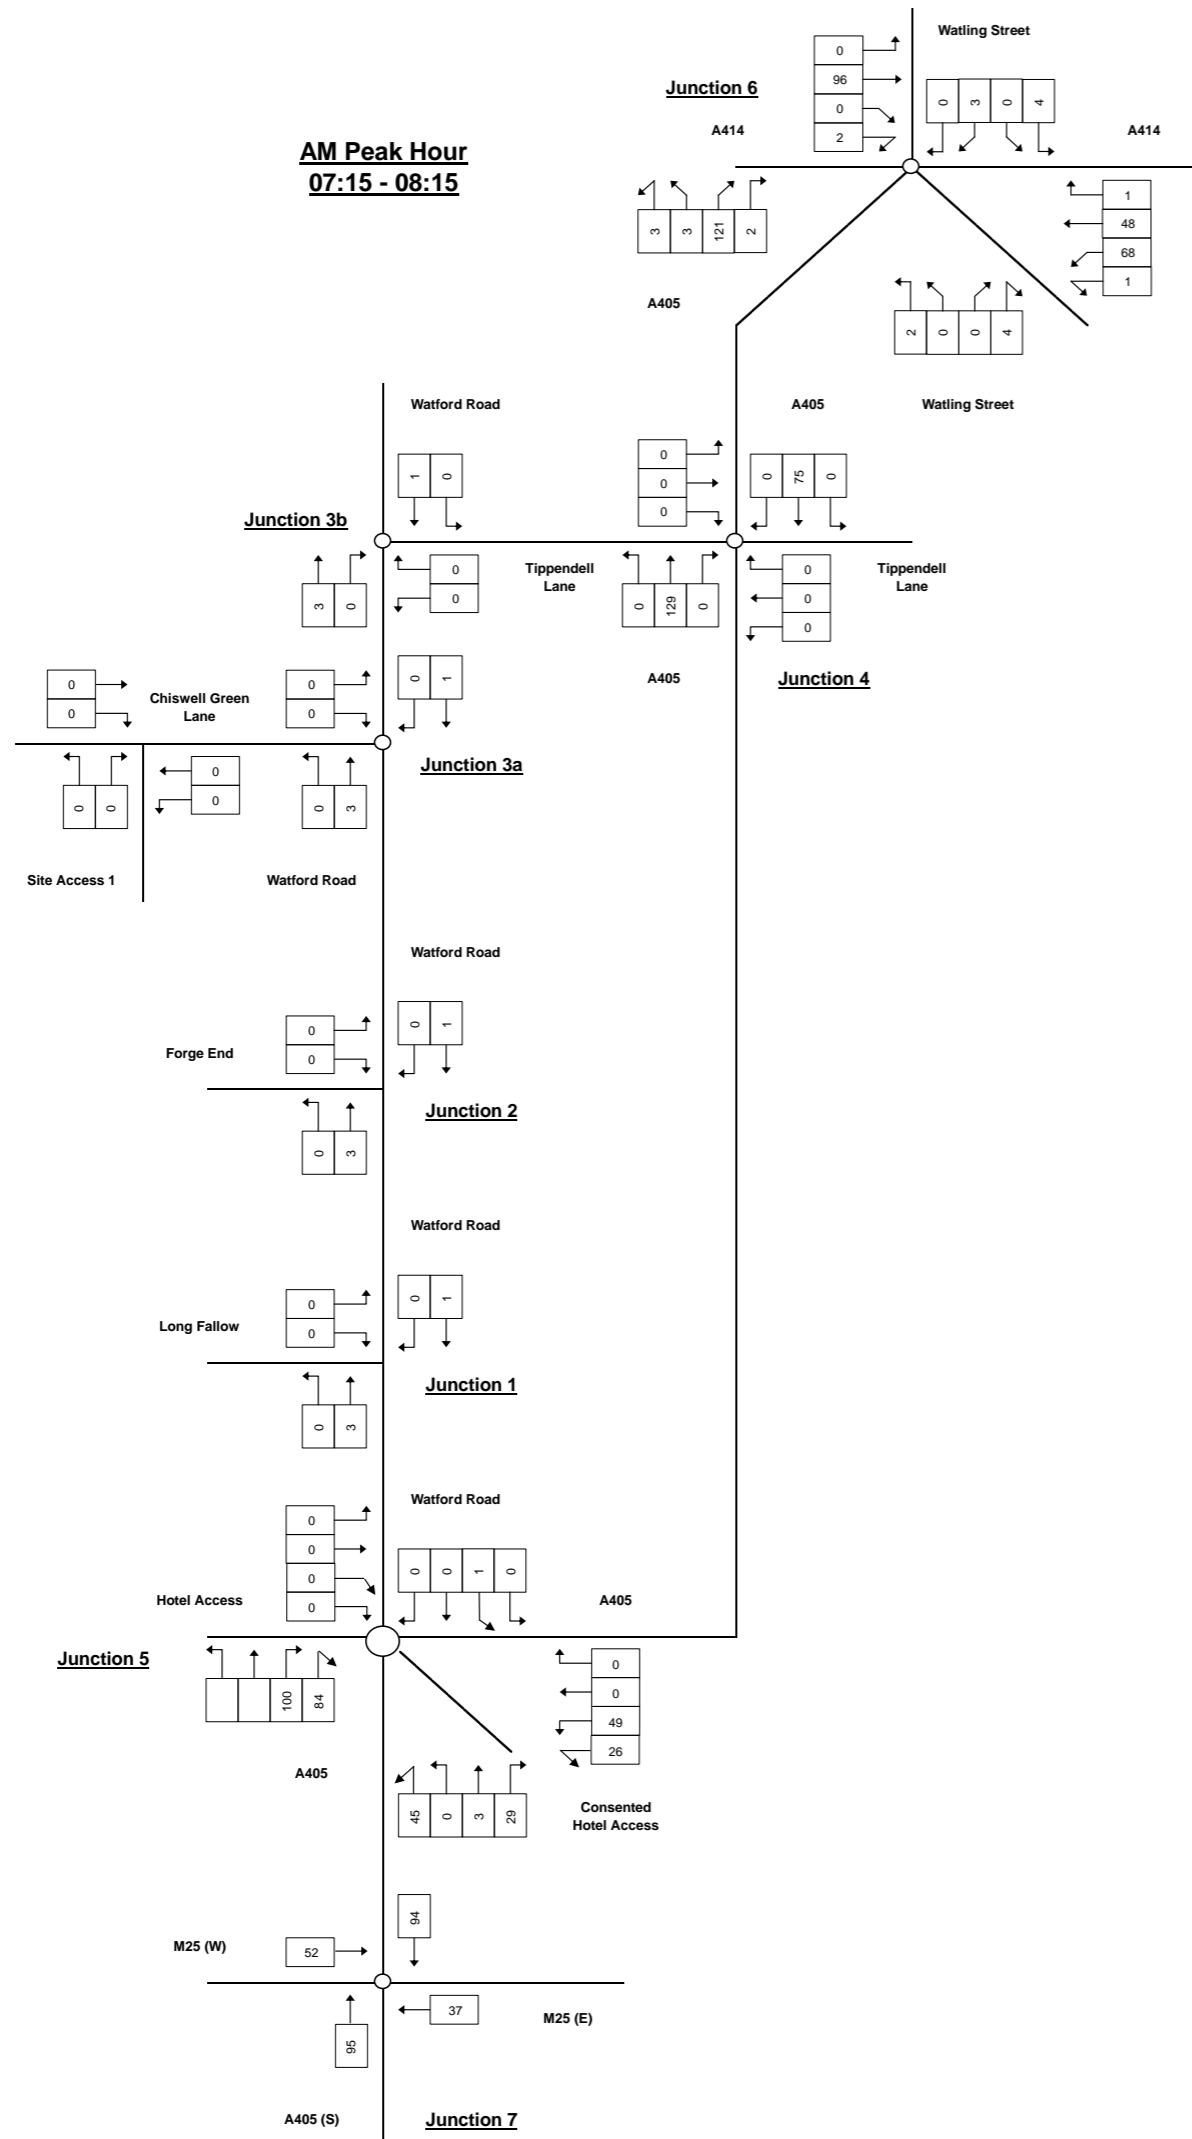 Watling Street
0
96
0
2
Junction 6
0 3 0 4
A414
A414
AM Peak Hour
07:15 - 08:15
1
48
68
1
3 3 121 2
A405
2 0 0 4
Watford Road
A405
Watling Street
0
0
0
1 0
0 75 0
Junction 3b
Tippendell
Lane
Tippendell
Lane
0
0
3 0
0 129 0
0
0
0
A405
Junction 4
0
0
Chiswell Green
Lane
0
0
0 1
Junction 3a
0
0
0 0
0 3
Site Access 1
Watford Road
Watford Road
0
0
0 1
Forge End
Junction 2
0 3
Watford Road
0
0
0 1
Long Fallow
Junction 1
0 3
Watford Road
0
0
0
0
0 0 1 0
Hotel Access
A405
Junction 5
100 84
0
0
49
26
A405
45 0 3 29
Consented
Hotel Access
94
M25 (W)
52
37
M25 (E)
95
A405 (S)
Junction 7